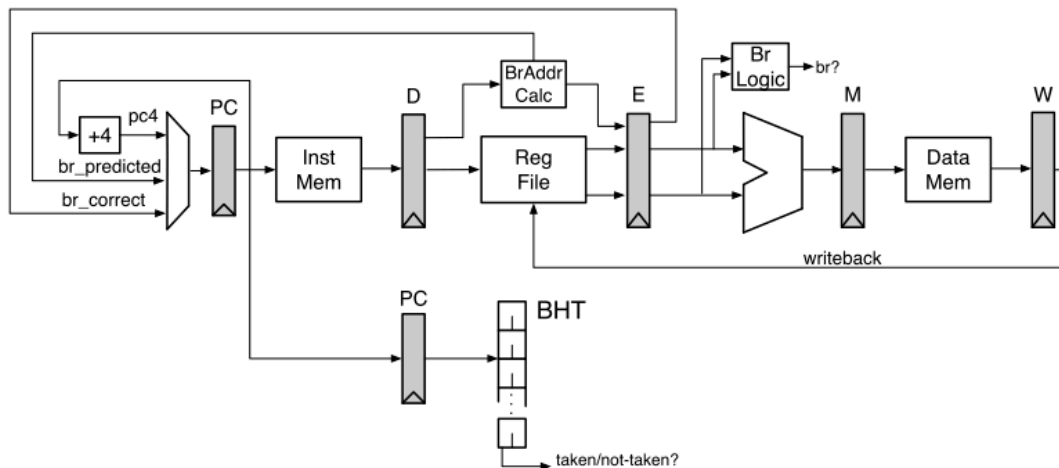 Br
Logic
br?
BrAddr
Calc
PC
D
E
M
W
+4
pc4
br_predicted
br_correct
Inst
Mem
Reg
File
Data
Mem
writeback
PC
BHT
taken/not-taken?